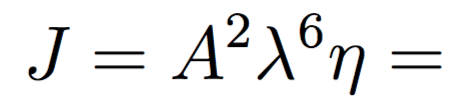 J = A²λ⁶η =